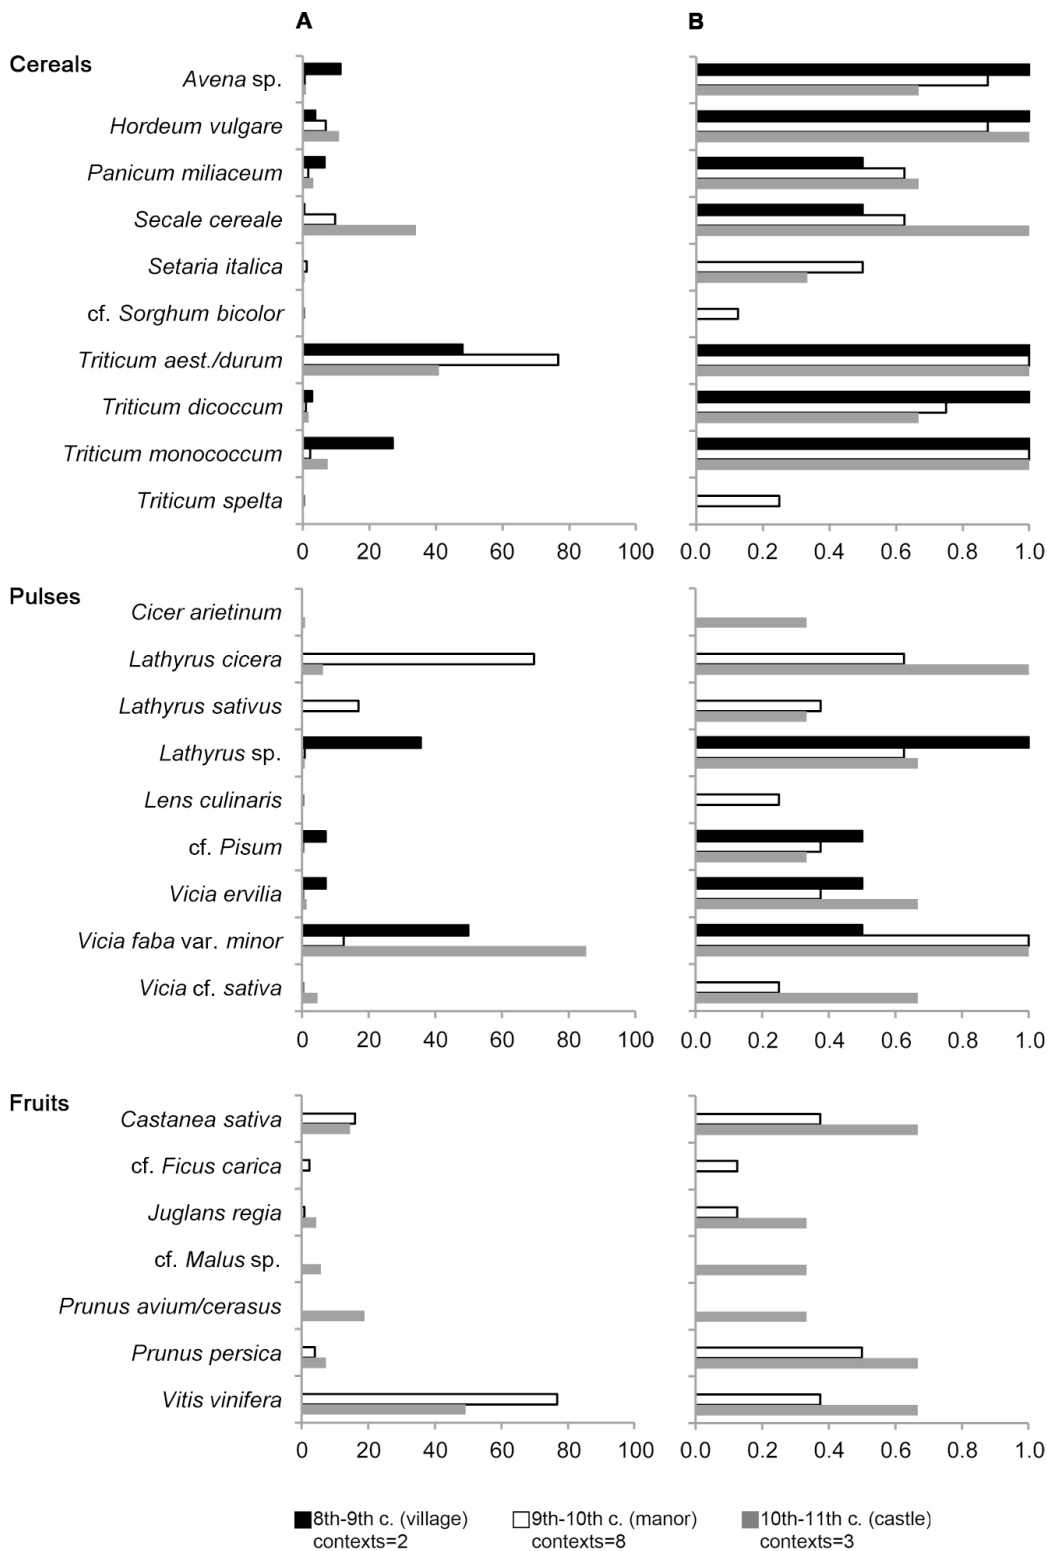 A B
Cereals
Avena sp.
Hordeum vulgare
Panicum miliaceum
Secale cereale
Setaria italica
cf. Sorghum bicolor
Triticum aest./durum
Triticum dicoccum
Triticum monococcum
Triticum spelta
0 20 40 60 80 100 0.0 0.2 0.4 0.6 0.8 1.0
Pulses
Cicer arietinum
Lathyrus cicera
Lathyrus sativus
Lathyrus sp.
Lens culinaris
cf. Pisum
Vicia ervilia
Vicia faba var. minor
Vicia cf. sativa
0 20 40 60 80 100 0.0 0.2 0.4 0.6 0.8 1.0
Fruits
Castanea sativa
cf. Ficus carica
Juglans regia
cf. Malus sp.
Prunus avium/cerasus
Prunus persica
Vitis vinifera
0 20 40 60 80 100 0.0 0.2 0.4 0.6 0.8 1.0
8th-9th c. (village) 9th-10th c. (manor) 10th-11th c. (castle)
contexts=2 contexts=8 contexts=3